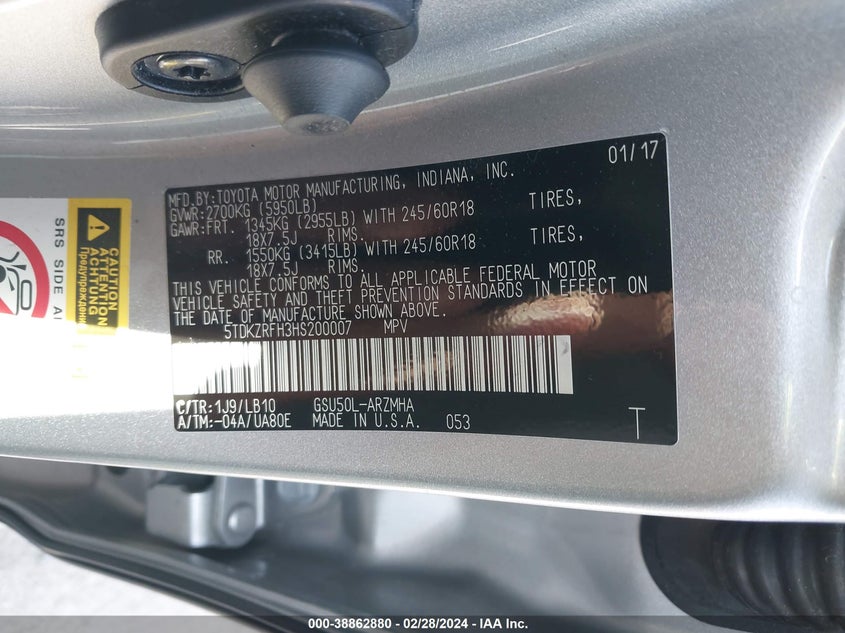 01/17
MFD.BY:TOYOTA MOTOR MANUFACTURING, INDIANA, INC.
GVWR:2700KG (5950LB)
GAWR:FRT. 1345KG (2955LB) WITH 245/60R18 TIRES,
18X7.5J RIMS.
RR. 1550KG (3415LB) WITH 245/60R18 TIRES,
18X7.5J RIMS.
THIS VEHICLE CONFORMS TO ALL APPLICABLE FEDERAL MOTOR
VEHICLE SAFETY AND THEFT PREVENTION STANDARDS IN EFFECT ON
THE DATE OF MANUFACTURE SHOWN ABOVE.
5TDKZRFH3HS200007 MPV
C/TR:1J9/LB10 GSU50L-ARZMHA
A/TM:-04A/UA80E MADE IN U.S.A. 053
T
SRS SIDE
CAUTION
ATTENTION
ACHTUNG
000-38862880 - 02/28/2024 - IAA Inc.